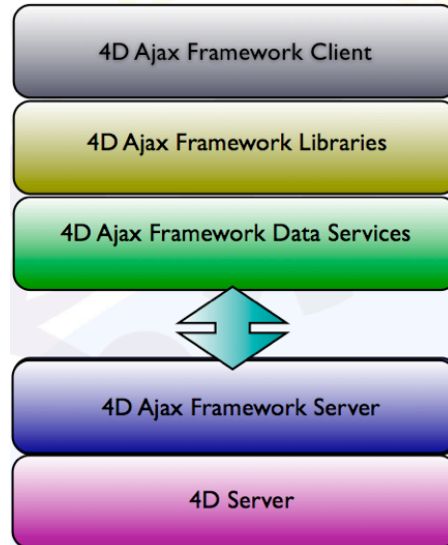 4D Ajax Framework Client
4D Ajax Framework Libraries
4D Ajax Framework Data Services
4D Ajax Framework Server
4D Server